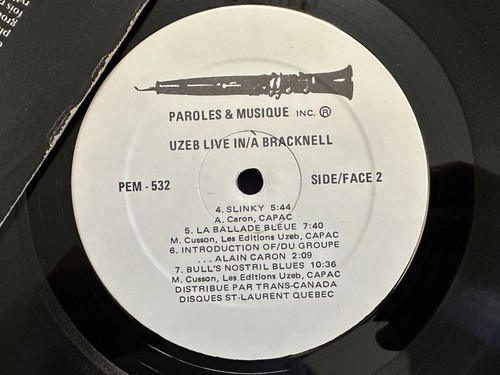 PAROLES & MUSIQUE INC. ®
UZEB LIVE IN/A BRACKNELL
PEM - 532
SIDE/FACE 2
4. SLINKY 5:44
A. Caron, CAPAC
5. LA BALLADE BLEUE 7:40
M. Cusson, Les Editions Uzeb, CAPAC
6. INTRODUCTION OF/DU GROUPE
... ALAIN CARON 2:09
7. BULL'S NOSTRIL BLUES 10:36
M. Cusson, Les Editions Uzeb, CAPAC
DISTRIBUE PAR TRANS-CANADA
DISQUES ST-LAURENT QUEBEC